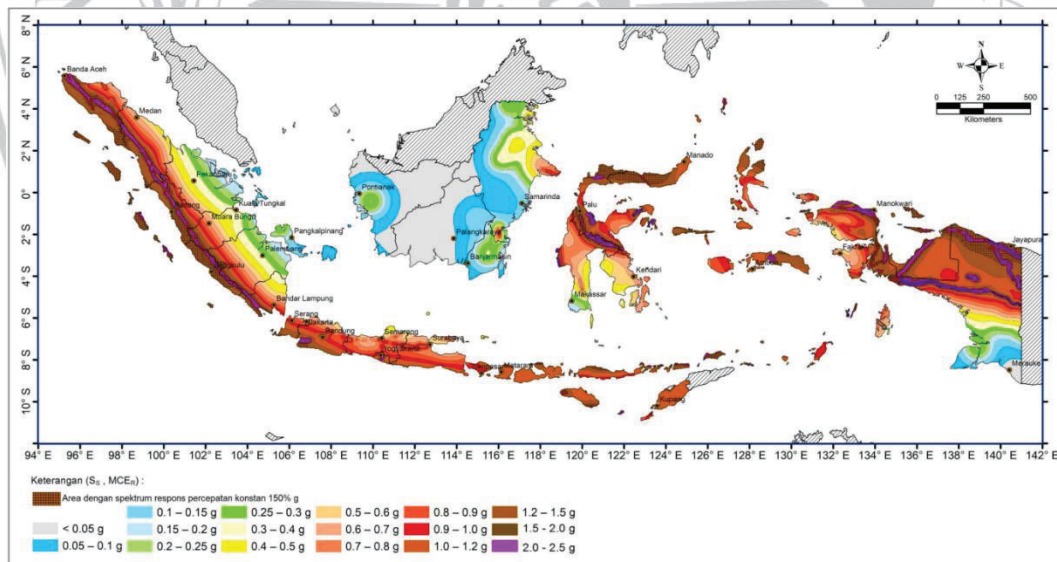 8° N
6° N
4° N
2° N
0°
2° S
4° S
6° S
8° S
10° S
N
W
E
S
0 125 250 500
Kilometers
Banda Aceh
Medan
Manado
Pontianak
Samarinda
Palu
Manokwari
Kuala Tungkal
Muara Bungo
Pangkalpinang
Palangkaraya
Jayapura
Palembang
Banjarmasin
Kendari
Bandar Lampung
Makassar
Serang
Jakarta
Bandung
Semarang
Surabaya
Yogyakarta
Mataram
Merauke
Kupang
94° E 96° E 98° E 100° E 102° E 104° E 106° E 108° E 110° E 112° E 114° E 116° E 118° E 120° E 122° E 124° E 126° E 128° E 130° E 132° E 134° E 136° E 138° E 140° E 142° E
Keterangan (SS , MCER) :
Area dengan spektrum respons percepatan konstan 150% g
0.1 – 0.15 g 0.25 – 0.3 g 0.5 – 0.6 g 0.8 – 0.9 g 1.2 – 1.5 g
< 0.05 g 0.15 – 0.2 g 0.3 – 0.4 g 0.6 – 0.7 g 0.9 – 1.0 g 1.5 - 2.0 g
0.05 – 0.1 g 0.2 – 0.25 g 0.4 – 0.5 g 0.7 – 0.8 g 1.0 – 1.2 g 2.0 - 2.5 g